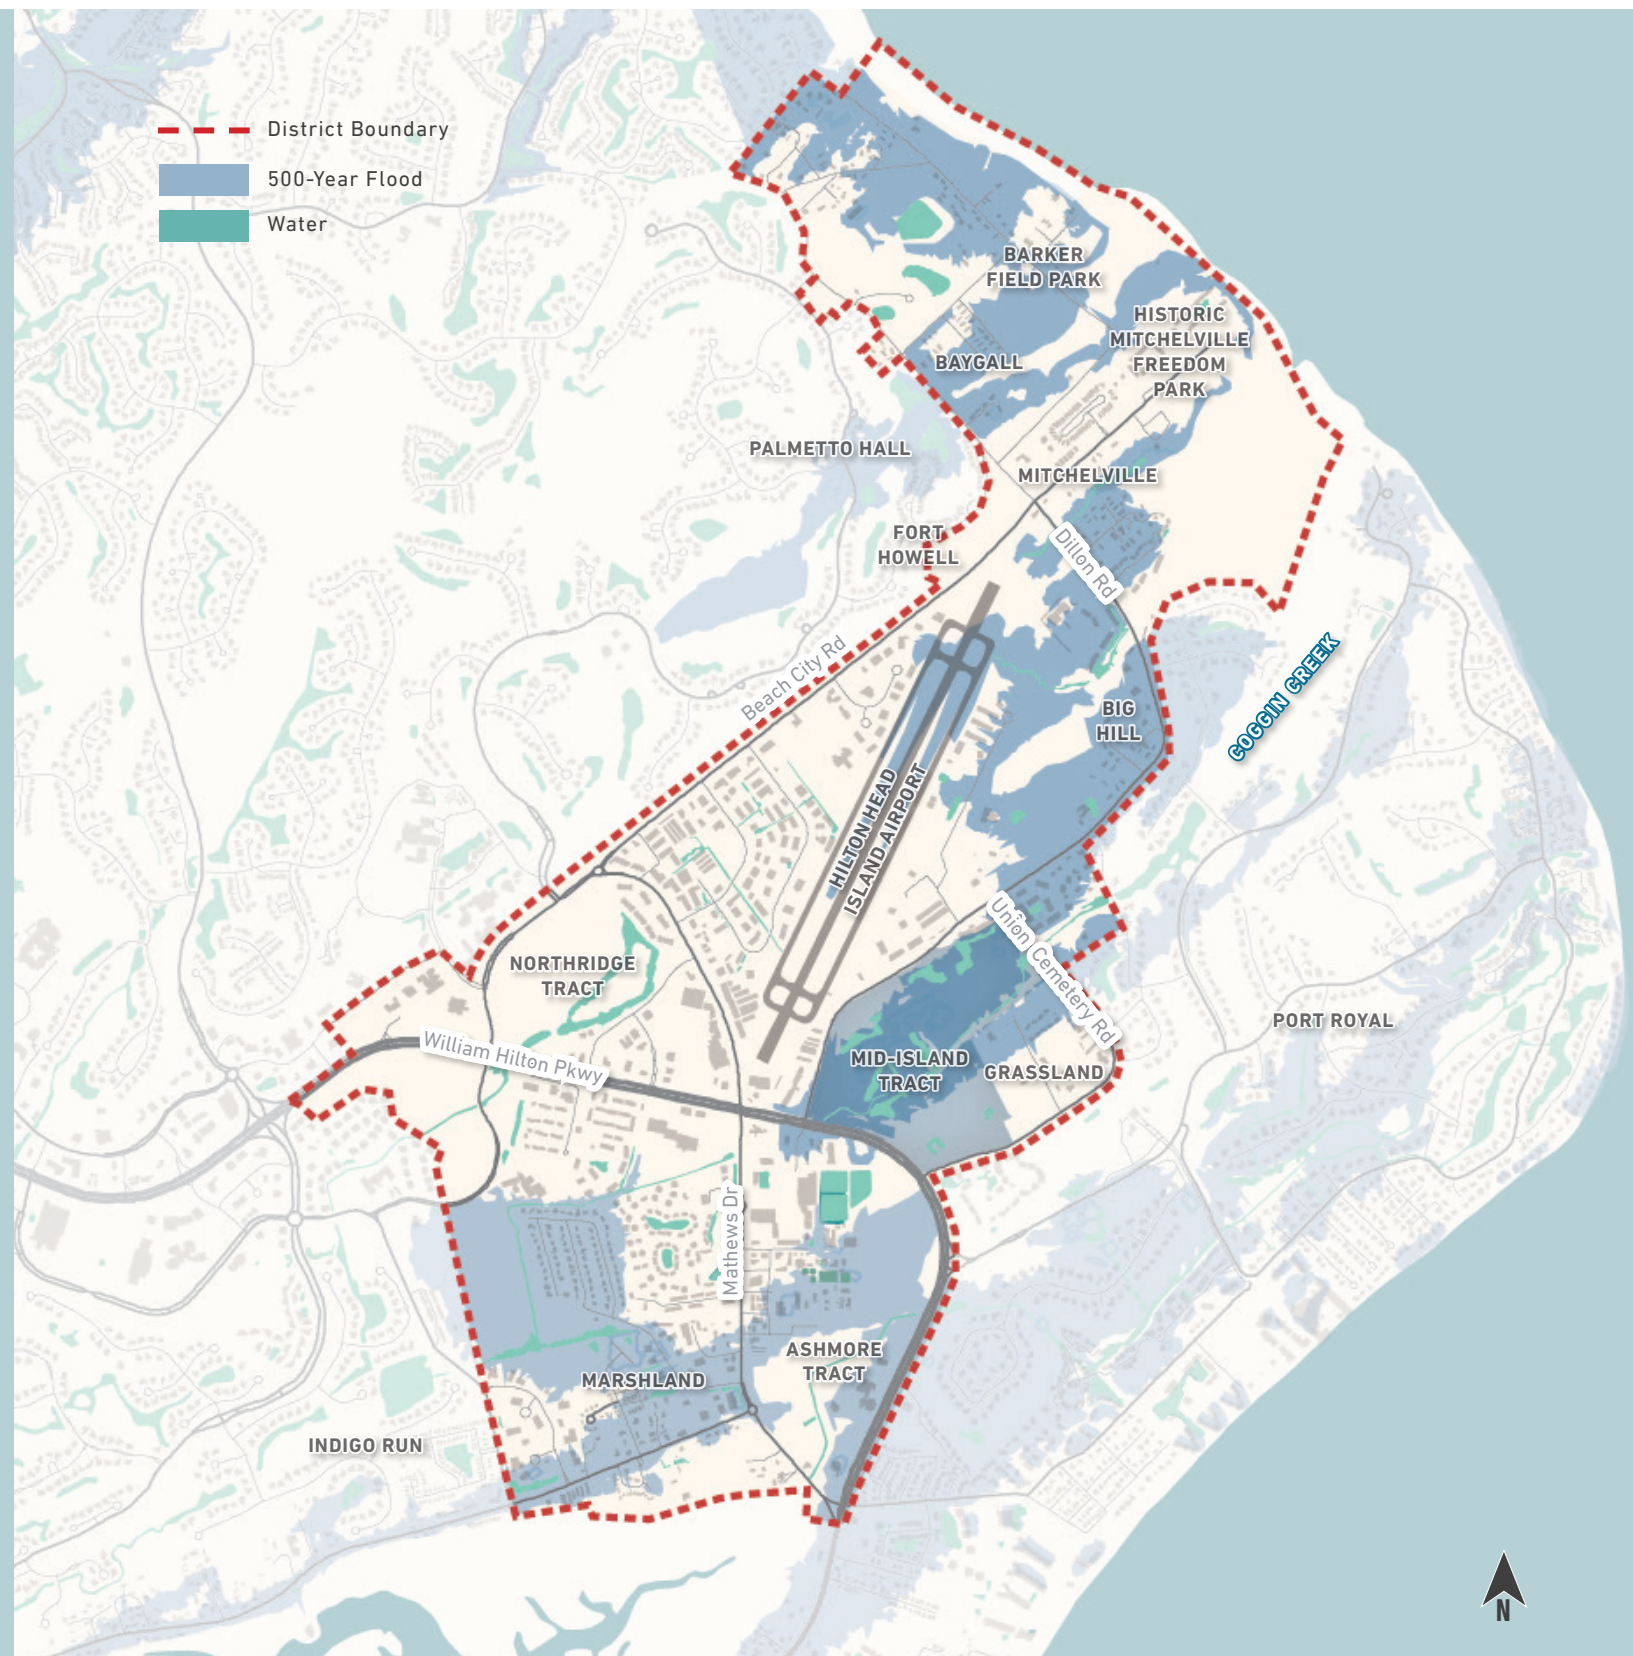 District Boundary
500-Year Flood
Water
BARKER
FIELD PARK
HISTORIC
MITCHELVILLE
FREEDOM
PARK
BAYGALL
PALMETTO HALL
MITCHELVILLE
FORT
HOWELL
Dillon Rd
Beach City Rd
COGGIN CREEK
BIG
HILL
HILTON HEAD
ISLAND AIRPORT
Union Cemetery Rd
NORTHRIDGE
TRACT
PORT ROYAL
William Hilton Pkwy
MID-ISLAND
TRACT
GRASSLAND
Mathews Dr
ASHMORE
TRACT
MARSHLAND
INDIGO RUN
N